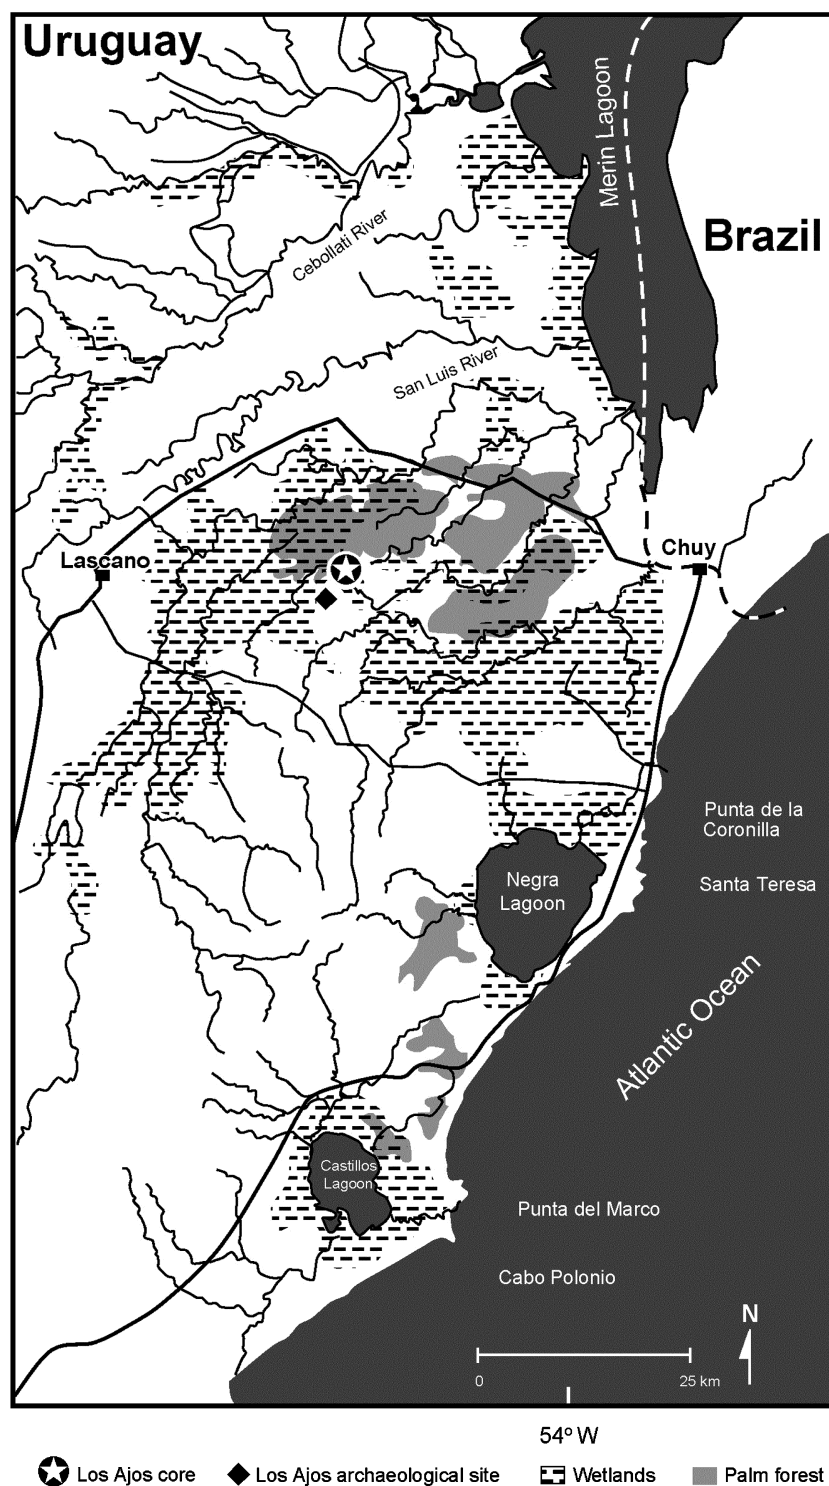 Uruguay
Merin Lagoon
Brazil
Cebollati River
San Luis River
Lascano
Chuy
Punta de la
Coronilla
Negra
Lagoon
Santa Teresa
Atlantic Ocean
Castillos
Lagoon
Punta del Marco
Cabo Polonio
N
0 25 km
54º W
Los Ajos core
Los Ajos archaeological site
Wetlands
Palm forest